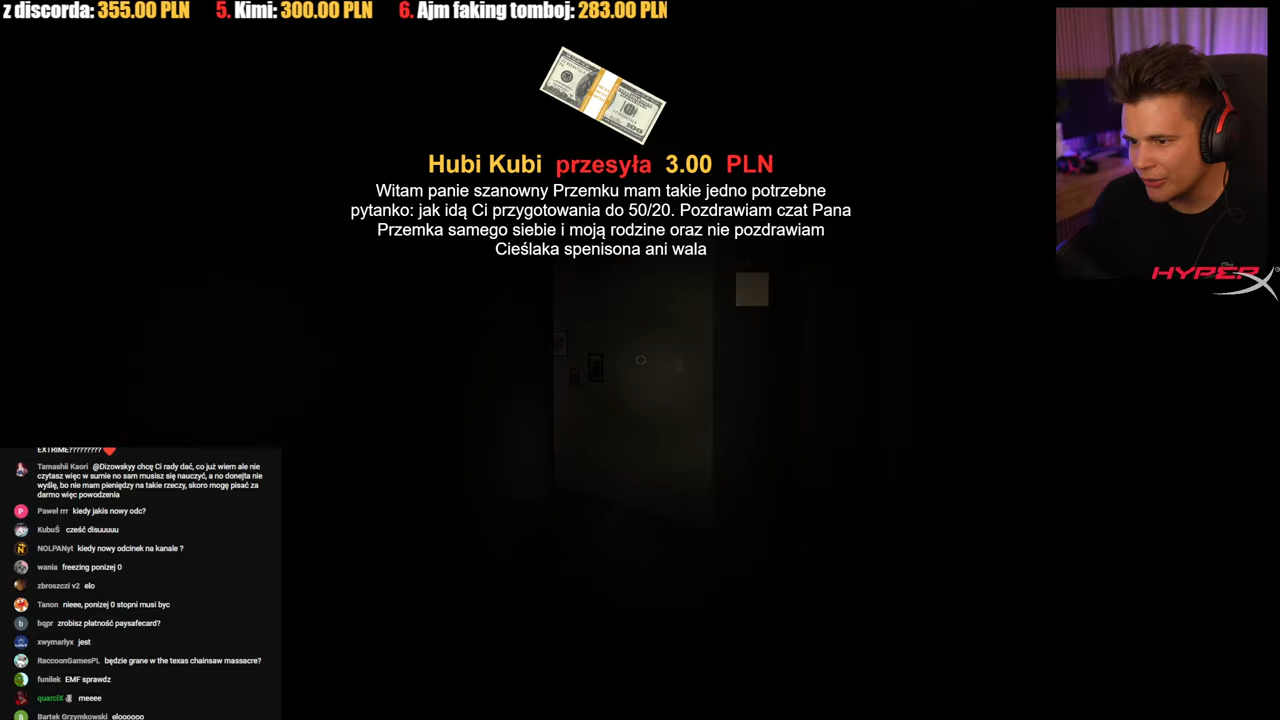 z discorda: 355.00 PLN 5. Kimi: 300.00 PLN 6. Ajm faking tomboj: 283.00 PLN
Hubi Kubi przesyła 3.00 PLN
Witam panie szanowny Przemku mam takie jedno potrzebne
pytanko: jak idą Ci przygotowania do 50/20. Pozdrawiam czat Pana
Przemka samego siebie i moją rodzine oraz nie pozdrawiam
Cieślaka spenisona ani wala
HYPERX
EXTRIME?????????
Tamashii Kaori @Dizowskyy chcę Ci rady dać, co już wiem ale nie
czytasz więc w sumie no sam musisz się nauczyć, a no donejta nie
wyślę, bo nie mam pieniędzy na takie rzeczy, skoro mogę pisać za
darmo więc powodzenia
Paweł rrr kiedy jakis nowy odc?
KubuŚ cześć disuuuuu
NOLPANyt kiedy nowy odcinek na kanale ?
wania freezing ponizej 0
zbroszczi v2 elo
Tanon nieee, ponizej 0 stopni musi byc
bqpr zrobisz płatność paysafecard?
xwymarlyx jest
RaccoonGamesPL będzie grane w the texas chainsaw massacre?
funilek EMF sprawdz
quarciX meeee
Bartek Grzymkowski eloooooo